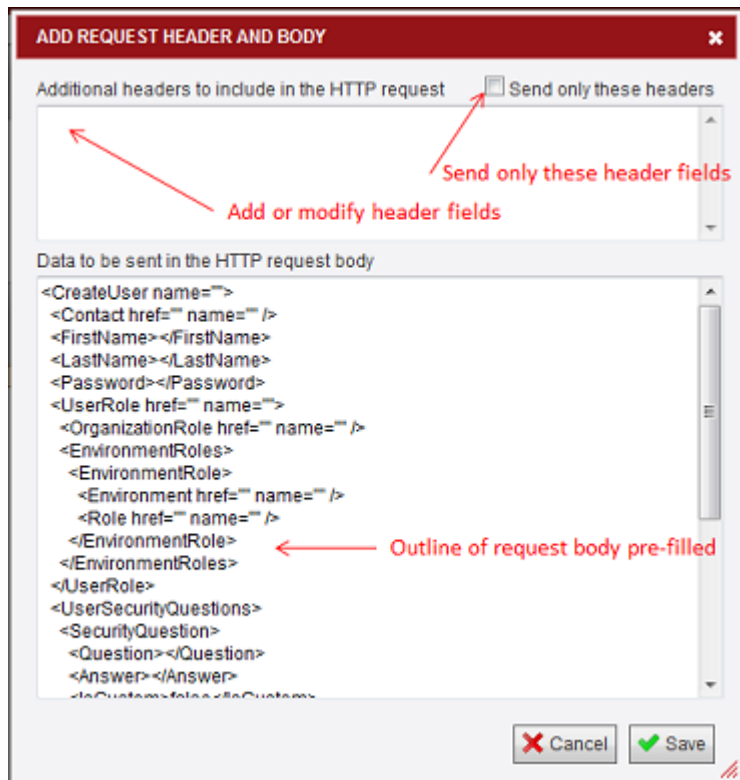 ADD REQUEST HEADER AND BODY
Additional headers to include in the HTTP request
Send only these headers
Send only these header fields
Add or modify header fields
Data to be sent in the HTTP request body
<CreateUser name="">
<Contact href="" name="" />
<FirstName></FirstName>
<LastName></LastName>
<Password></Password>
<UserRole href="" name="">
<OrganizationRole href="" name="" />
<EnvironmentRoles>
<EnvironmentRole>
<Environment href="" name="" />
<Role href="" name="" />
</EnvironmentRole>
Outline of request body pre-filled
</EnvironmentRoles>
</UserRole>
<UserSecurityQuestions>
<SecurityQuestion>
<Question></Question>
<Answer></Answer>
<IsCustom>false</IsCustom>
Cancel
Save